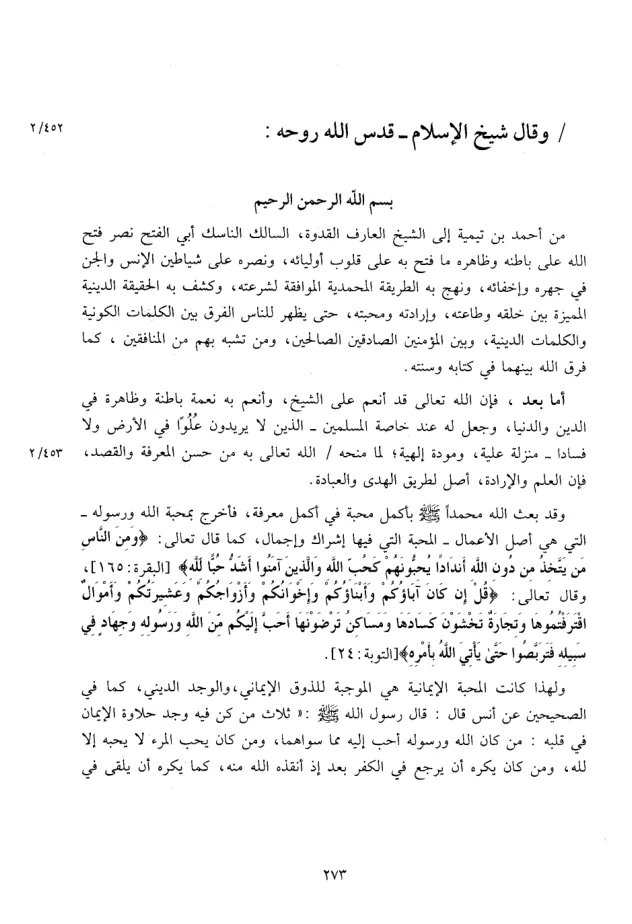 ٢/٤٥٢
/ وقال شيخ الإسلام ــ قدس الله روحه :
بسم الله الرحمن الرحيم
من أحمد بن تيمية إلى الشيخ العارف القدوة، السالك الناسك أبي الفتح نصر فتح
الله على باطنه وظاهره ما فتح به على قلوب أوليائه، ونصره على شياطين الإنس والجن
في جهره وإخفائه، ونهج به الطريقة المحمدية الموافقة لشرعته، وكشف به الحقيقة الدينية
المميزة بين خلقه وطاعته، وإرادته ومحبته، حتى يظهر للناس الفرق بين الكلمات الكونية
والكلمات الدينية، وبين المؤمنين الصادقين الصالحين، ومن تشبه بهم من المنافقين ، كما
فرق الله بينهما في كتابه وسنته.
أما بعد ، فإن الله تعالى قد أنعم على الشيخ، وأنعم به نعمة باطنة وظاهرة في
الدين والدنيا، وجعل له عند خاصة المسلمين ــ الذين لا يريدون عُلُوًا في الأرض ولا
فسادا ــ منزلة علية، ومودة إلهية؛ لما منحه / الله تعالى به من حسن المعرفة والقصد،
٢/٤٥٣
فإن العلم والإرادة، أصل لطريق الهدى والعبادة.
وقد بعث الله محمداً ﷺ بأكمل محبة في أكمل معرفة، فأخرج بمحبة الله ورسوله ــ
التي هي أصل الأعمال ــ المحبة التي فيها إشراك وإجمال، كما قال تعالى: ﴿وَمِنَ النَّاسِ
مَن يَتَّخِذُ مِن دُونِ اللَّهِ أَندَادًا يُحِبُّونَهُمْ كَحُبِّ اللَّهِ وَالَّذِينَ آمَنُوا أَشَدُّ حُبًّا لِّلَّهِ﴾ [البقرة:١٦٥]،
وقال تعالى: ﴿قُلْ إِن كَانَ آبَاؤُكُمْ وَأَبْنَاؤُكُمْ وَإِخْوَانُكُمْ وَأَزْوَاجُكُمْ وَعَشِيرَتُكُمْ وَأَمْوَالٌ
اقْتَرَفْتُمُوهَا وَتِجَارَةٌ تَخْشَوْنَ كَسَادَهَا وَمَسَاكِنُ تَرْضَوْنَهَا أَحَبَّ إِلَيْكُم مِّنَ اللَّهِ وَرَسُولِهِ وَجِهَادٍ فِي
سَبِيلِهِ فَتَرَبَّصُوا حَتَّىٰ يَأْتِيَ اللَّهُ بِأَمْرِهِ﴾[التوبة:٢٤].
ولهذا كانت المحبة الإيمانية هي الموجبة للذوق الإيماني،والوجد الديني، كما في
الصحيحين عن أنس قال : قال رسول الله ﷺ :« ثلاث من كن فيه وجد حلاوة الإيمان
في قلبه : من كان الله ورسوله أحب إليه مما سواهما، ومن كان يحب المرء لا يحبه إلا
لله، ومن كان يكره أن يرجع في الكفر بعد إذ أنقذه الله منه، كما يكره أن يلقى في
٢٧٣